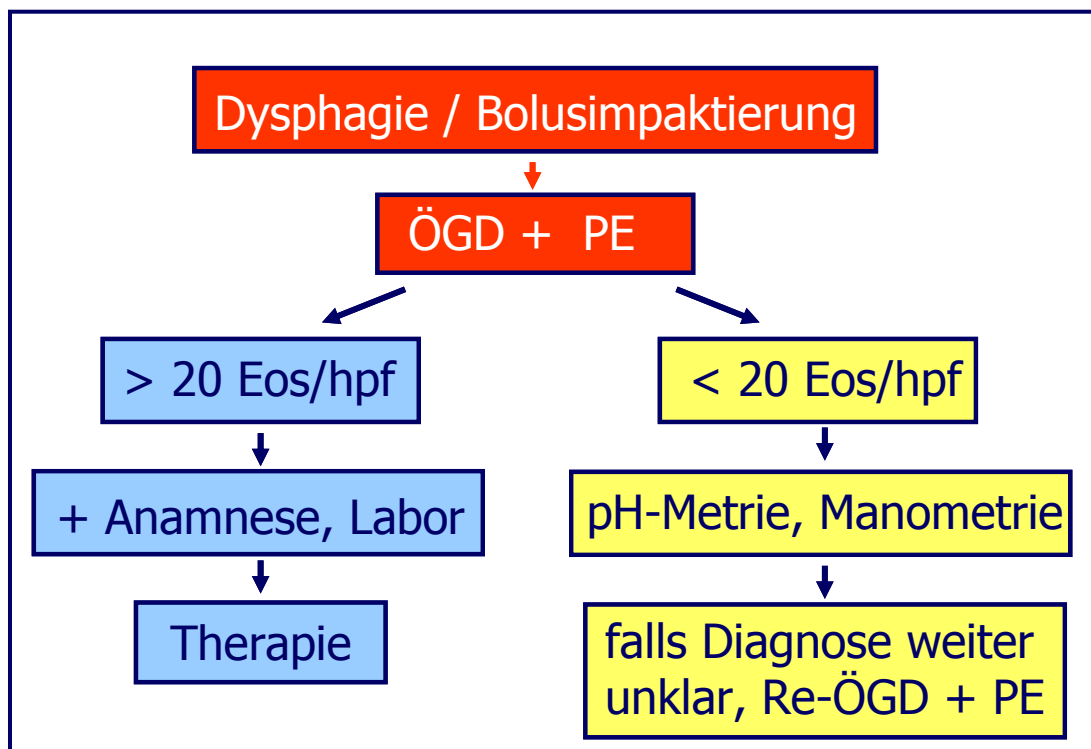 Dysphagie / Bolusimpaktierung
ÖGD + PE
> 20 Eos/hpf
< 20 Eos/hpf
+ Anamnese, Labor
pH-Metrie, Manometrie
Therapie
falls Diagnose weiter
unklar, Re-ÖGD + PE